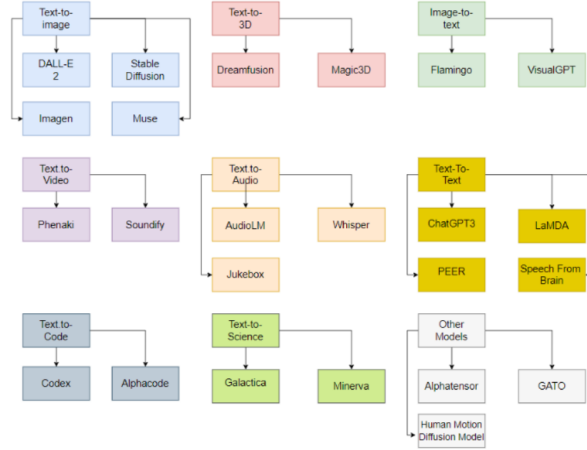 Text-to-
image
DALL-E
2
Stable
Diffusion
Imagen
Muse
Text-to-
3D
Dreamfusion
Magic3D
Image-to-
text
Flamingo
VisualGPT
Text.to-
Video
Phenaki
Soundify
Text.to-
Audio
AudioLM
Whisper
Jukebox
Text-To-
Text
ChatGPT3
LaMDA
PEER
Speech From
Brain
Text.to-
Code
Codex
Alphacode
Text-to-
Science
Galactica
Minerva
Other
Models
Alphatensor
GATO
Human Motion
Diffusion Model